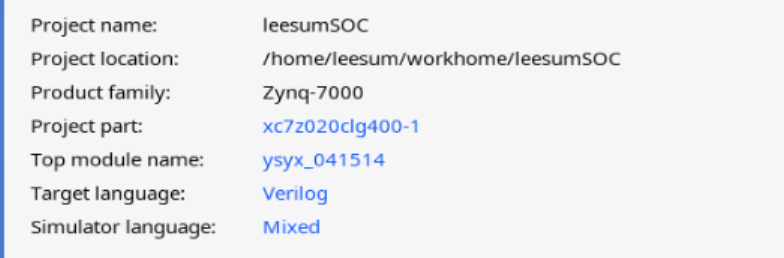 Project name: leesumSOC
Project location: /home/leesum/workhome/leesumSOC
Product family: Zynq-7000
Project part: xc7z020clg400-1
Top module name: ysyx_041514
Target language: Verilog
Simulator language: Mixed